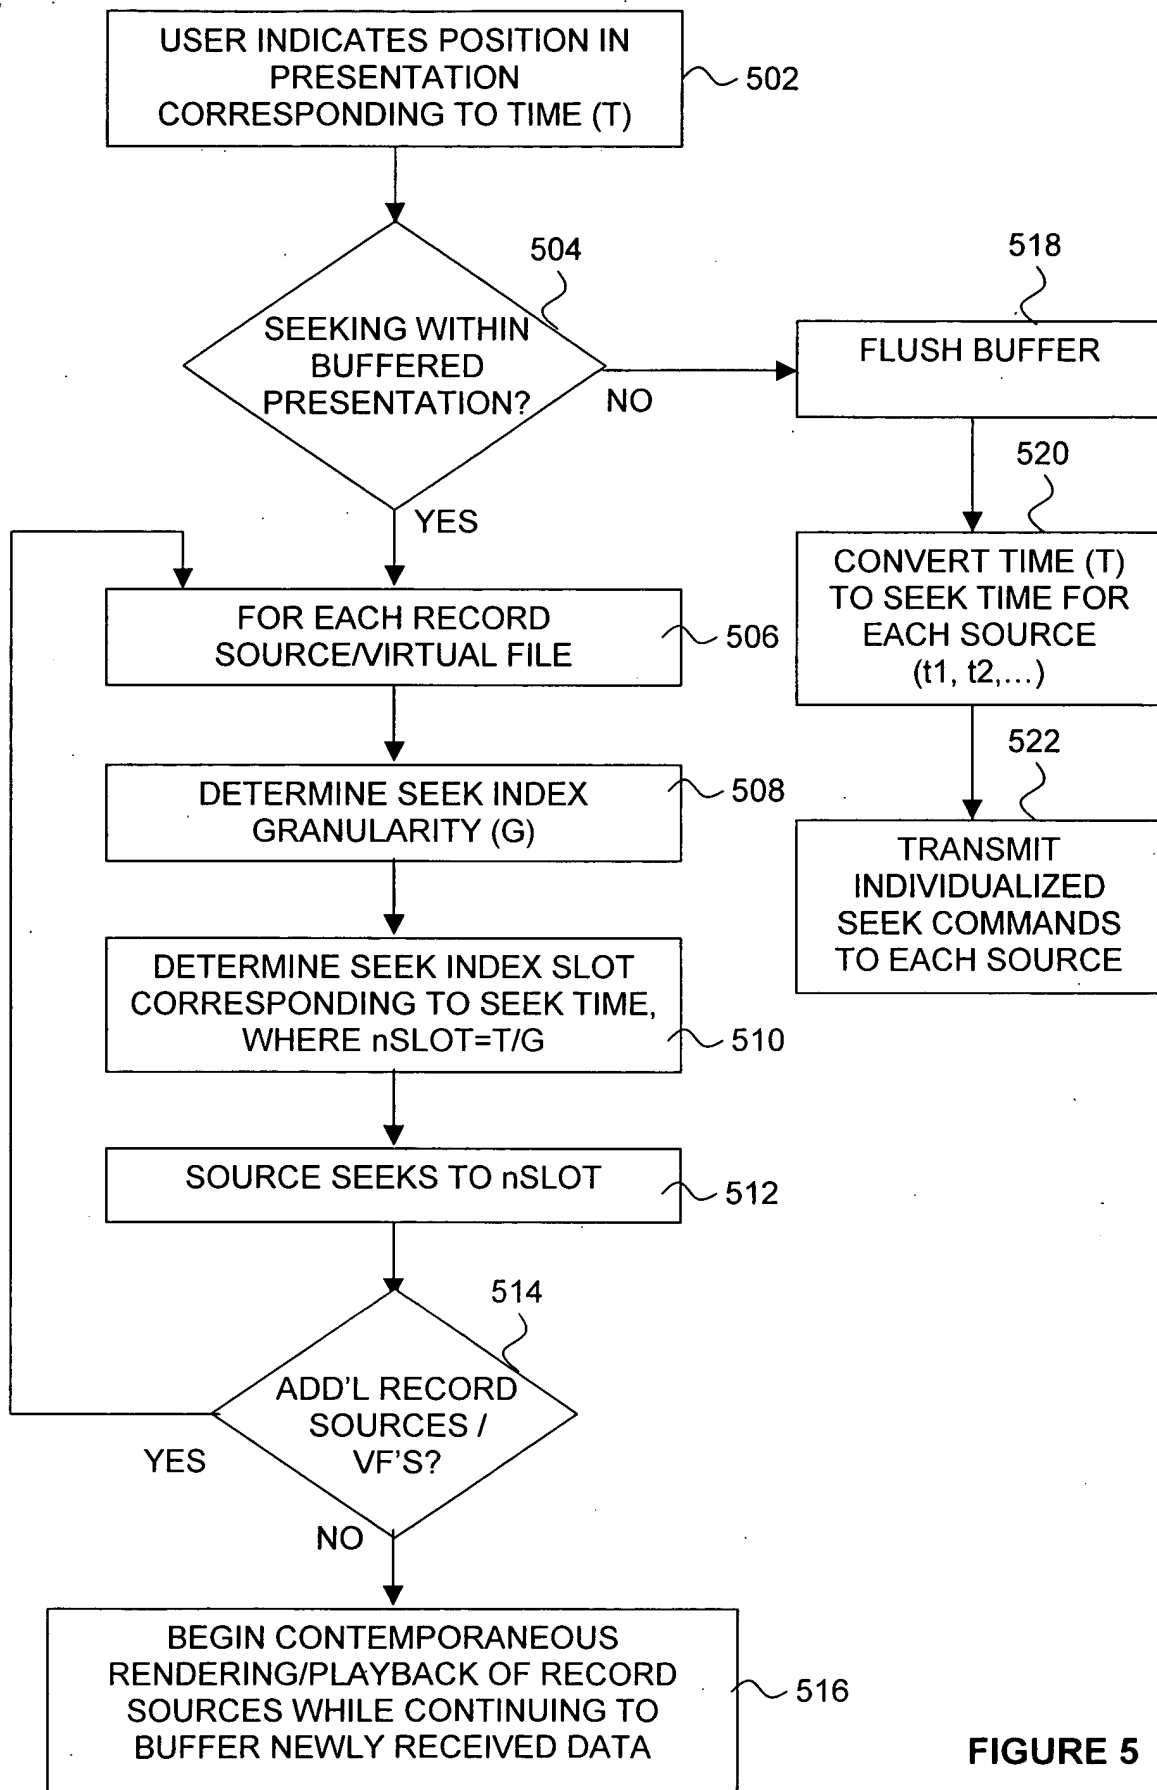 USER INDICATES POSITION IN
PRESENTATION
CORRESPONDING TO TIME (T)
502
504
SEEKING WITHIN
BUFFERED
PRESENTATION?
NO
YES
518
FLUSH BUFFER
520
CONVERT TIME (T)
TO SEEK TIME FOR
EACH SOURCE
(t1, t2,...)
522
TRANSMIT
INDIVIDUALIZED
SEEK COMMANDS
TO EACH SOURCE
FOR EACH RECORD
SOURCE/VIRTUAL FILE
506
DETERMINE SEEK INDEX
GRANULARITY (G)
508
DETERMINE SEEK INDEX SLOT
CORRESPONDING TO SEEK TIME,
WHERE nSLOT=T/G
510
SOURCE SEEKS TO nSLOT
512
514
ADD'L RECORD
SOURCES /
VF'S?
YES
NO
BEGIN CONTEMPORANEOUS
RENDERING/PLAYBACK OF RECORD
SOURCES WHILE CONTINUING TO
BUFFER NEWLY RECEIVED DATA
516
FIGURE 5